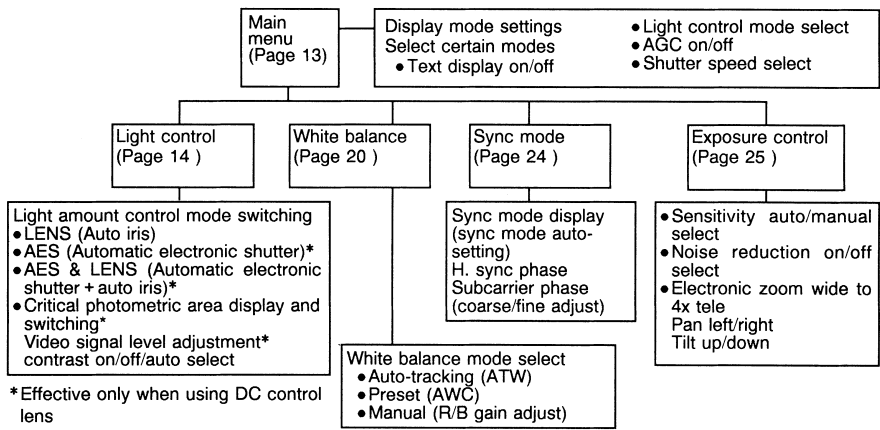 Main
menu
(Page 13)
Display mode settings
Select certain modes
● Text display on/off
● Light control mode select
● AGC on/off
● Shutter speed select
Light control
(Page 14 )
White balance
(Page 20 )
Sync mode
(Page 24 )
Exposure control
(Page 25 )
Light amount control mode switching
● LENS (Auto iris)
● AES (Automatic electronic shutter)*
● AES & LENS (Automatic electronic
shutter + auto iris)*
● Critical photometric area display and
switching*
Video signal level adjustment*
contrast on/off/auto select
*Effective only when using DC control
lens
White balance mode select
● Auto-tracking (ATW)
● Preset (AWC)
● Manual (R/B gain adjust)
Sync mode display
(sync mode auto-
setting)
H. sync phase
Subcarrier phase
(coarse/fine adjust)
● Sensitivity auto/manual
select
● Noise reduction on/off
select
● Electronic zoom wide to
4x tele
Pan left/right
Tilt up/down